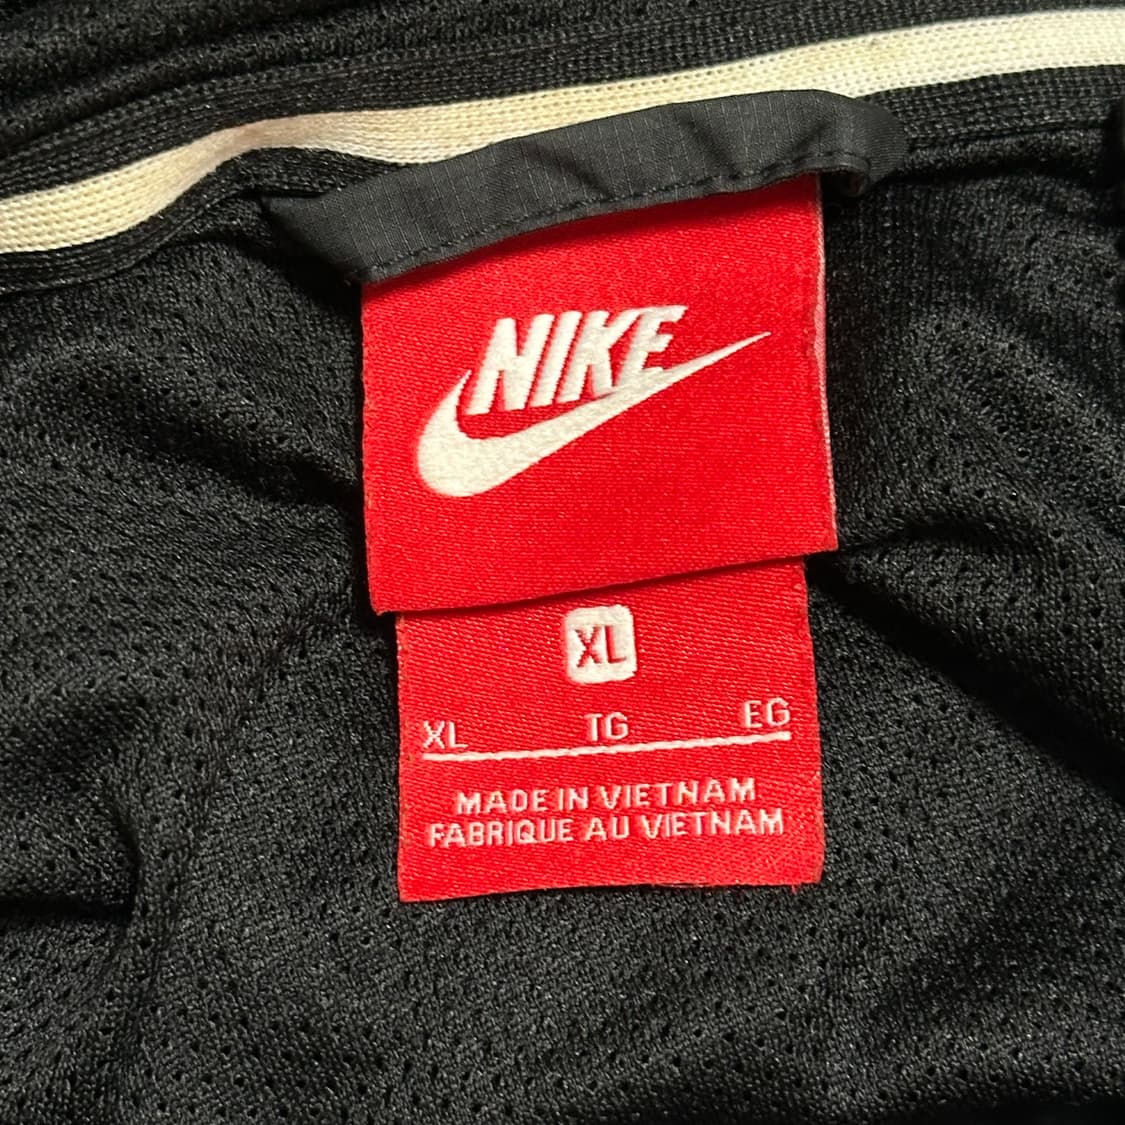 NIKE
XL
XL TG EG
MADE IN VIETNAM
FABRIQUE AU VIETNAM